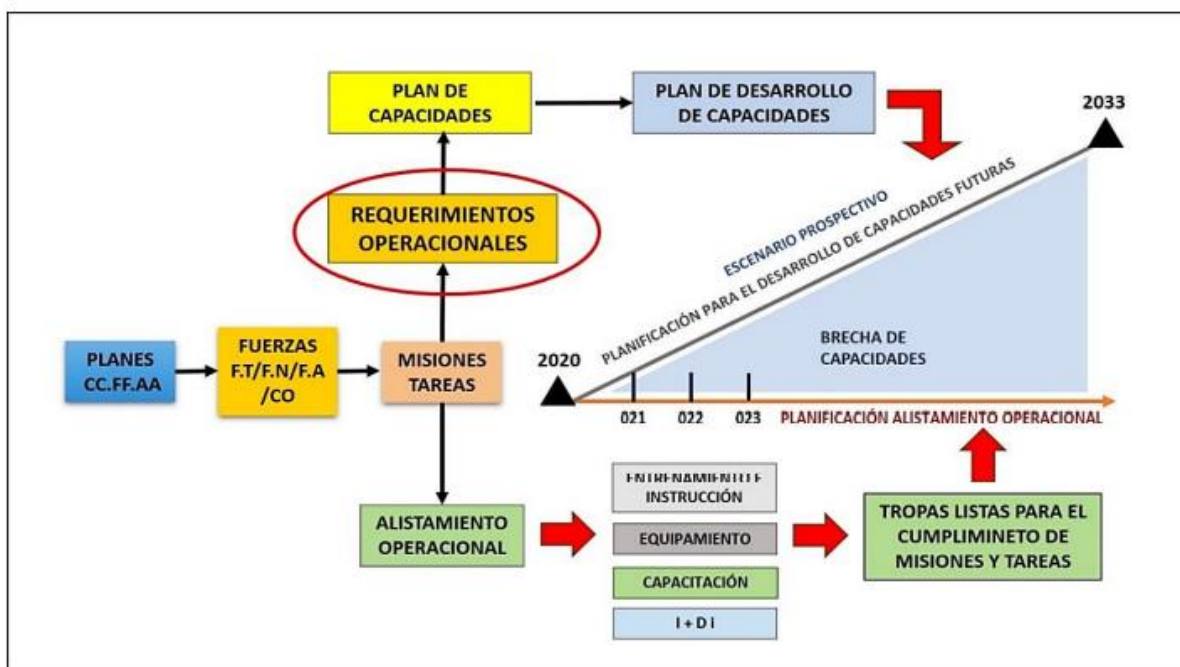 PLAN DE
CAPACIDADES
PLAN DE DESARROLLO
DE CAPACIDADES
2033
REQUERIMIENTOS
OPERACIONALES
ESCENARIO PROSPECTIVO
PLANIFICACIÓN PARA EL DESARROLLO DE CAPACIDADES FUTURAS
BRECHA DE
CAPACIDADES
PLANES
CC.FF.AA
FUERZAS
F.T/F.N/F.A
/CO
MISIONES
TAREAS
2020
021
022
023
PLANIFICACIÓN ALISTAMIENTO OPERACIONAL
ALISTAMIENTO
OPERACIONAL
ENTRENAMIENTO E
INSTRUCCIÓN
EQUIPAMIENTO
CAPACITACIÓN
I + D i
TROPAS LISTAS PARA EL
CUMPLIMINETO DE
MISIONES Y TAREAS